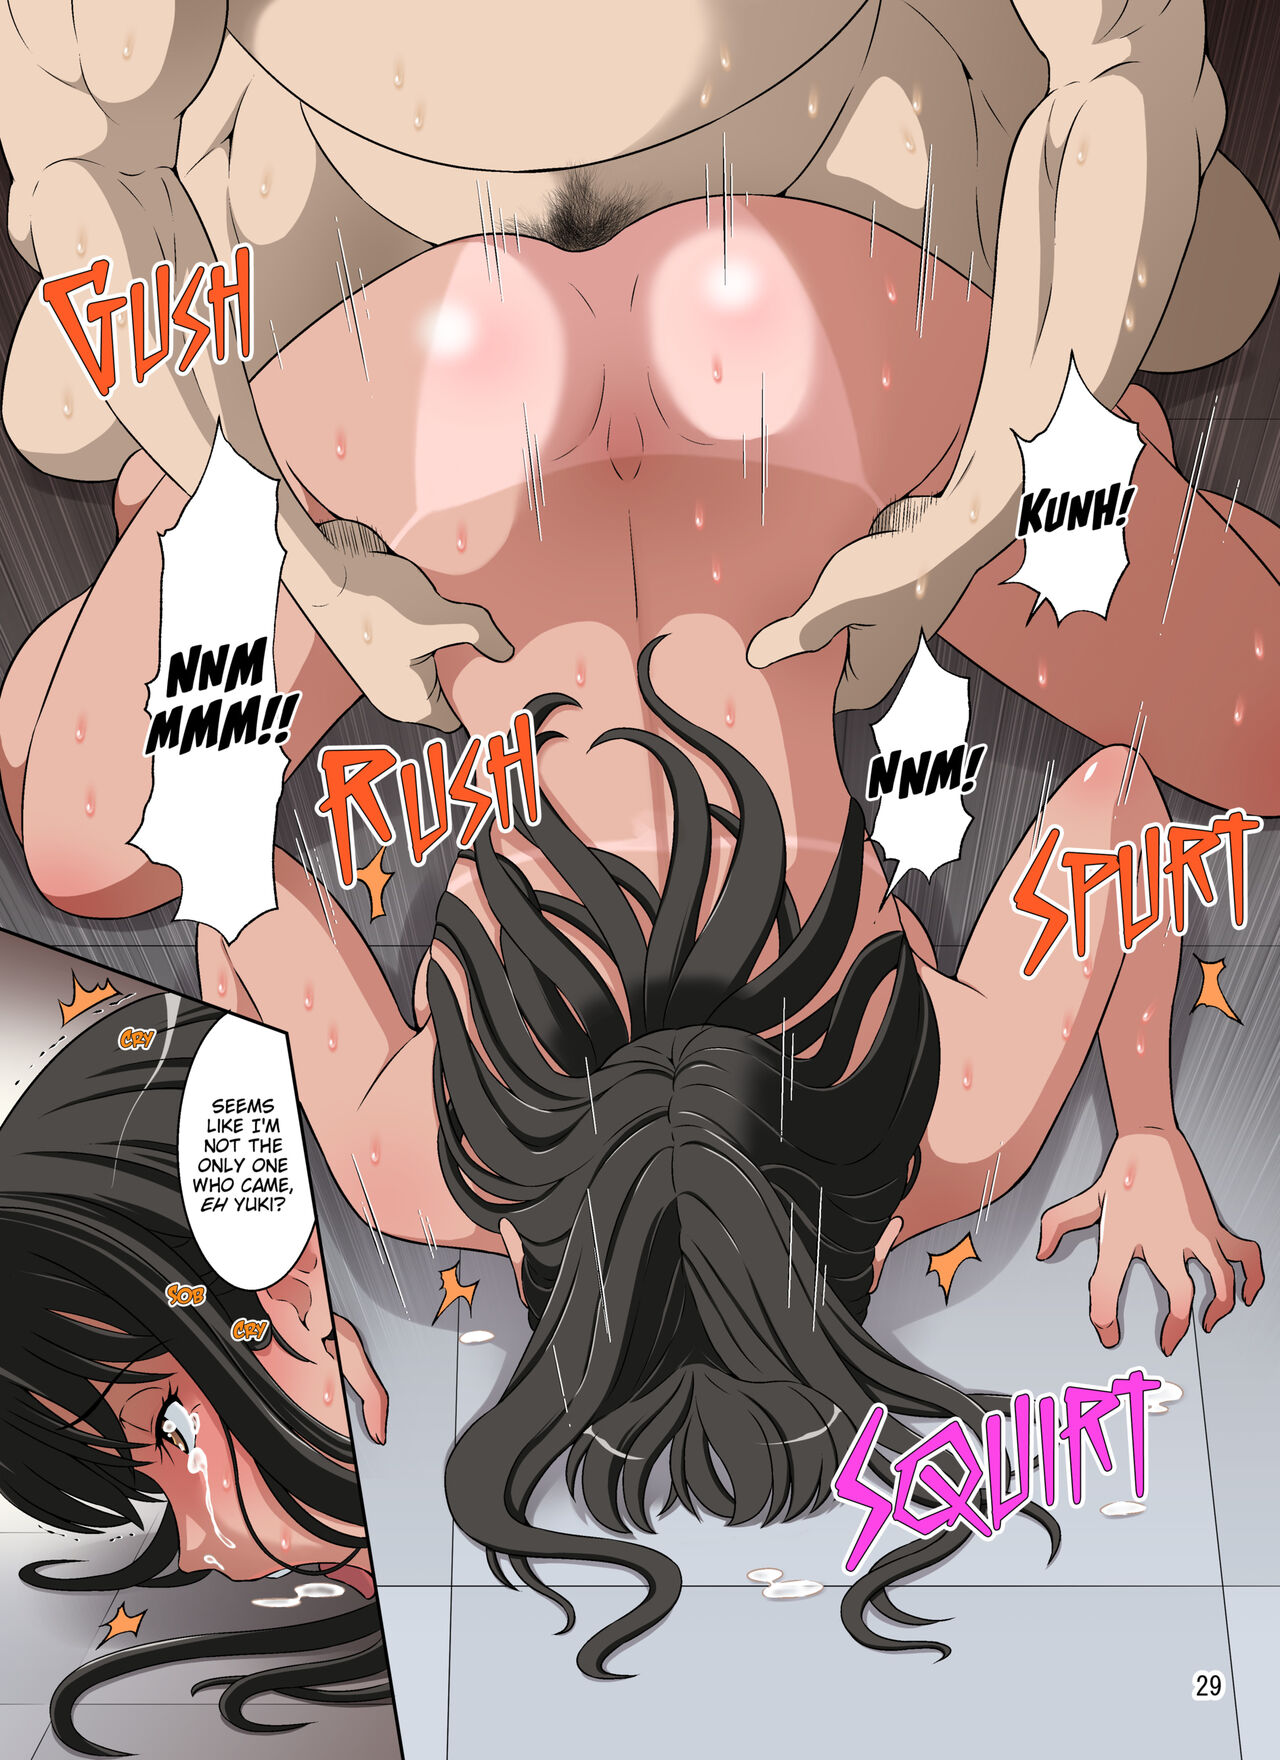 GUSH
KUNH!
NNM
MMM!!
NNM!
RUSH
SPURT
CRY
SEEMS
LIKE I'M
NOT THE
ONLY ONE
WHO CAME,
EH YUKI?
SOB
CRY
SQUIRT
29